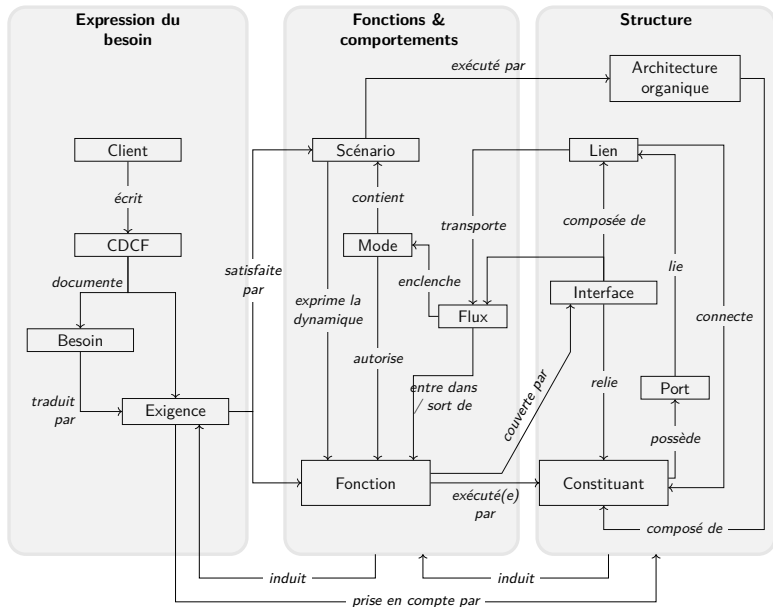 Expression du
besoin
Fonctions &
comportements
Structure
exécuté par
Architecture
organique
Client
Scénario
Lien
écrit
contient
transporte
composée de
CDCF
Mode
lie
documente
satisfaite
par
enclenche
exprime la
dynamique
Interface
connecte
Besoin
Flux
autorise
traduit
par
entre dans
/ sort de
couverte par
relie
Port
Exigence
possède
Fonction
exécuté(e)
par
Constituant
composé de
induit
induit
prise en compte par